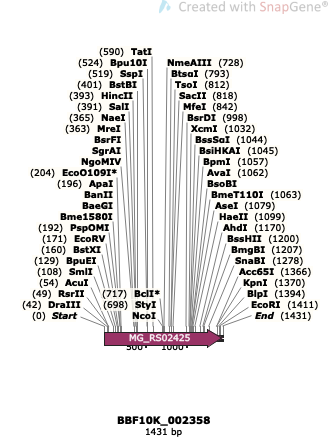 Created with SnapGene®
(590) TatI
(524) Bpu10I
(519) SspI
(401) BstBI
(393) HincII
(391) SalI
(365) NaeI
(363) MreI
BsrFI
SgrAI
NgoMIV
(204) EcoO109I*
(196) ApaI
BanII
BaeGI
Bme1580I
(192) PspOMI
(171) EcoRV
(160) BstXI
(129) BpuEI
(108) SmlI
(54) AcuI
(49) RsrII
(42) DraIII
(0) Start
(717) BclI*
(698) StyI
NcoI
NmeAIII (728)
BtsαI (793)
TsoI (812)
SacII (818)
MfeI (842)
BsrDI (998)
XcmI (1032)
BssSαI (1044)
BsiHKAI (1045)
BpmI (1057)
AvaI (1062)
BsoBI
BmeT110I (1063)
AseI (1079)
HaeII (1099)
AhdI (1170)
BssHII (1200)
BmgBI (1207)
SnaBI (1278)
Acc65I (1366)
KpnI (1370)
BlpI (1394)
EcoRI (1411)
End (1431)
MG_RS02425
500 1000
BBF10K_002358
1431 bp